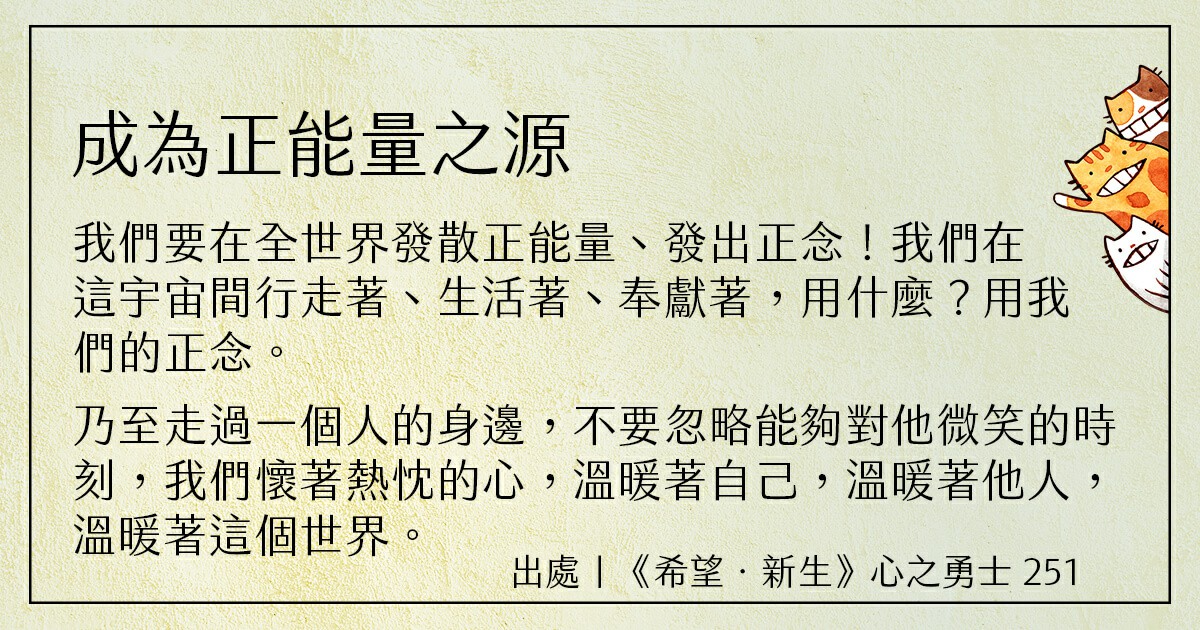 成為正能量之源
我們要在全世界發散正能量、發出正念！我們在
這宇宙間行走著、生活著、奉獻著，用什麼？用我
們的正念。
乃至走過一個人的身邊，不要忽略能夠對他微笑的時
刻，我們懷著熱忱的心，溫暖著自己，溫暖著他人，
溫暖著這個世界。
出處｜《希望．新生》心之勇士 251